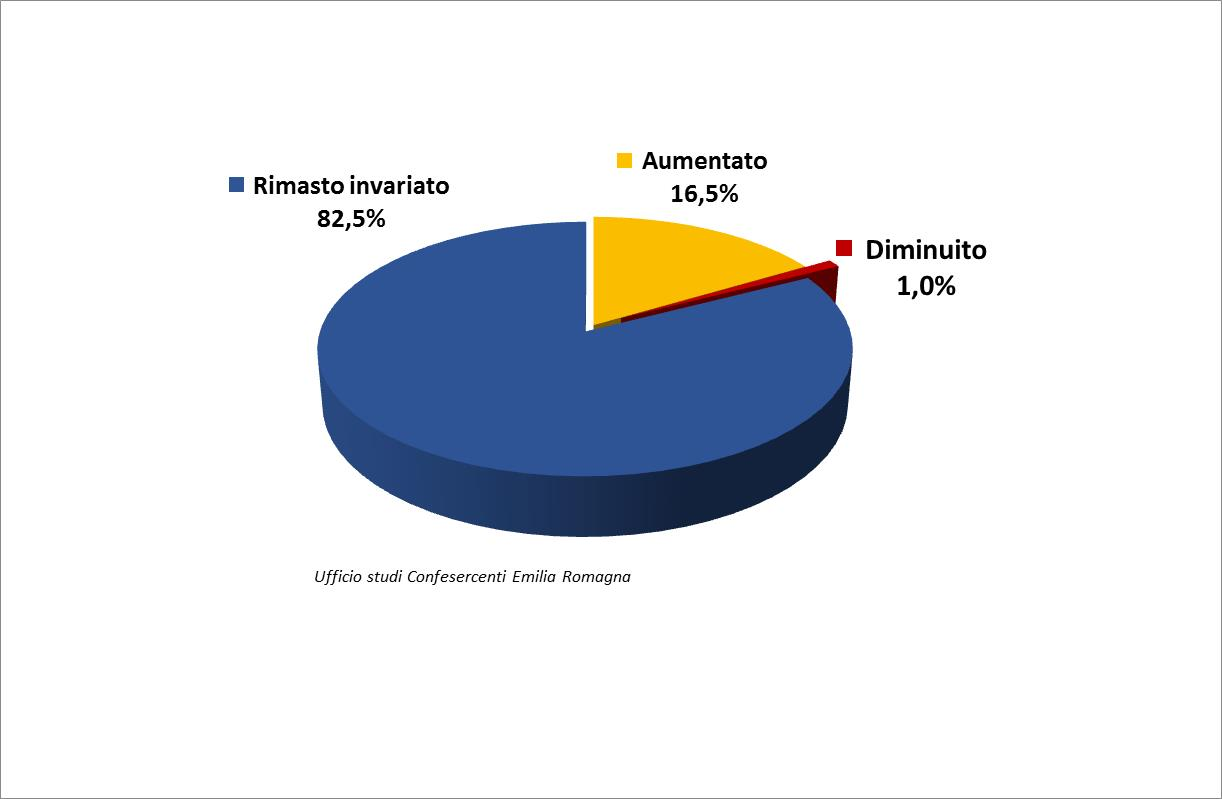 Aumentato
16,5%
Rimasto invariato
82,5%
Diminuito
1,0%
Ufficio studi Confesercenti Emilia Romagna